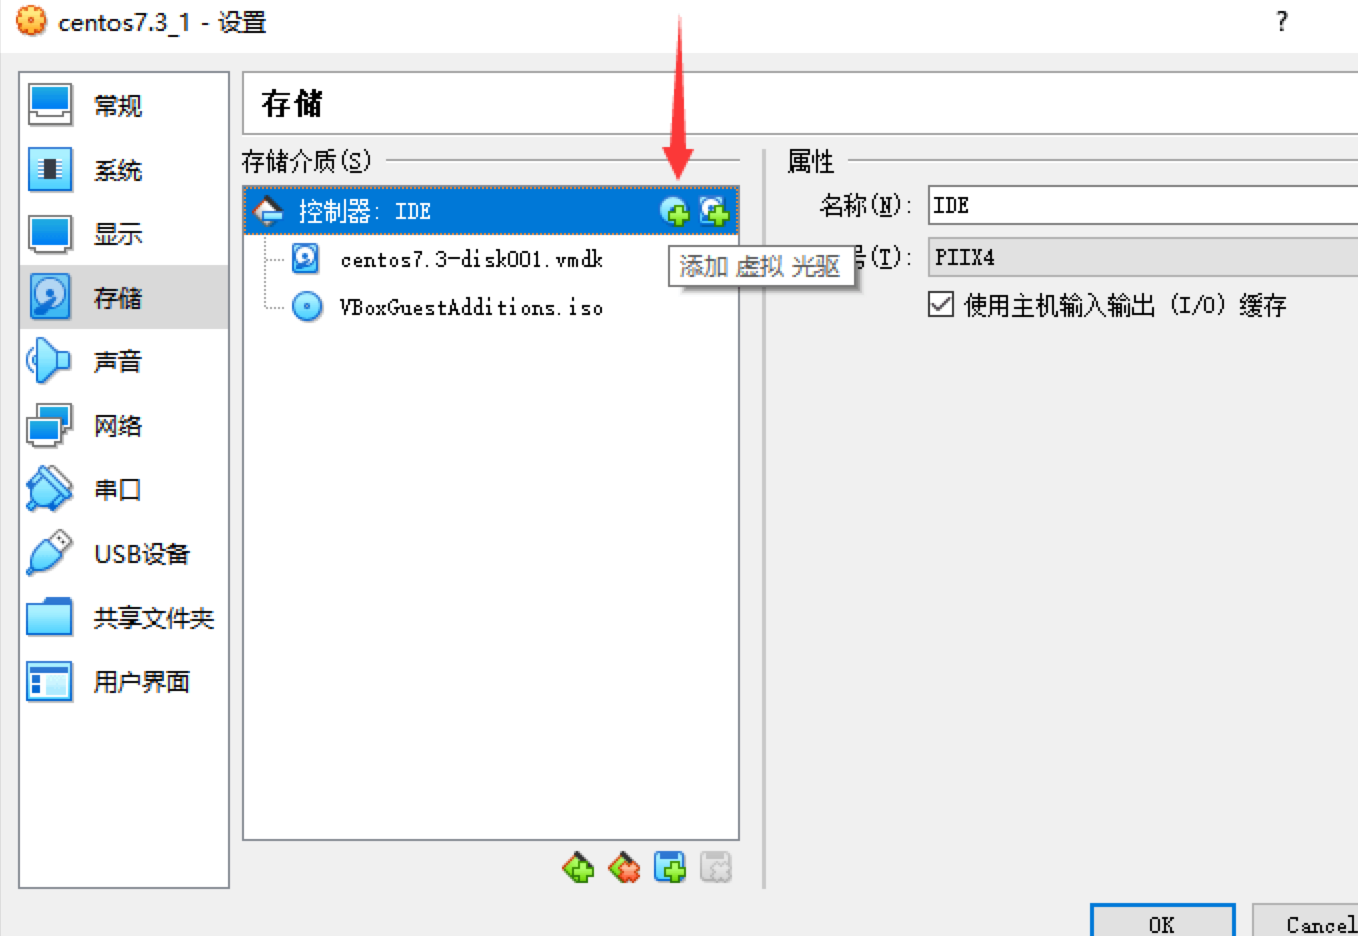 centos7.3_1 - 设置
?
常规
系统
显示
存储
声音
网络
串口
USB设备
共享文件夹
用户界面
存储
存储介质(S)
控制器: IDE
centos7.3-disk001.vmdk
VBoxGuestAdditions.iso
添加 虚拟 光驱
属性
名称(N): IDE
号(T): PIIX4
使用主机输入输出 (I/O) 缓存
OK
Cancel